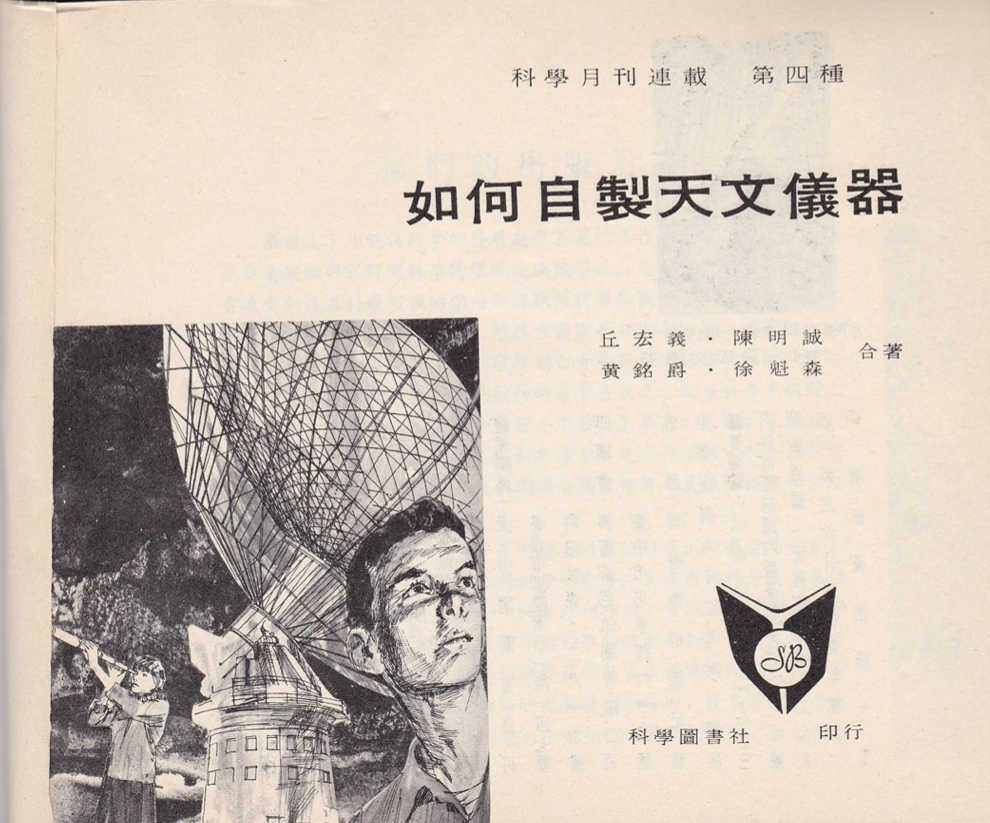 科學月刊連載　第四種
如何自製天文儀器
丘宏義・陳明誠
黃銘爵・徐魁森
合著
SB
科學圖書社　印行